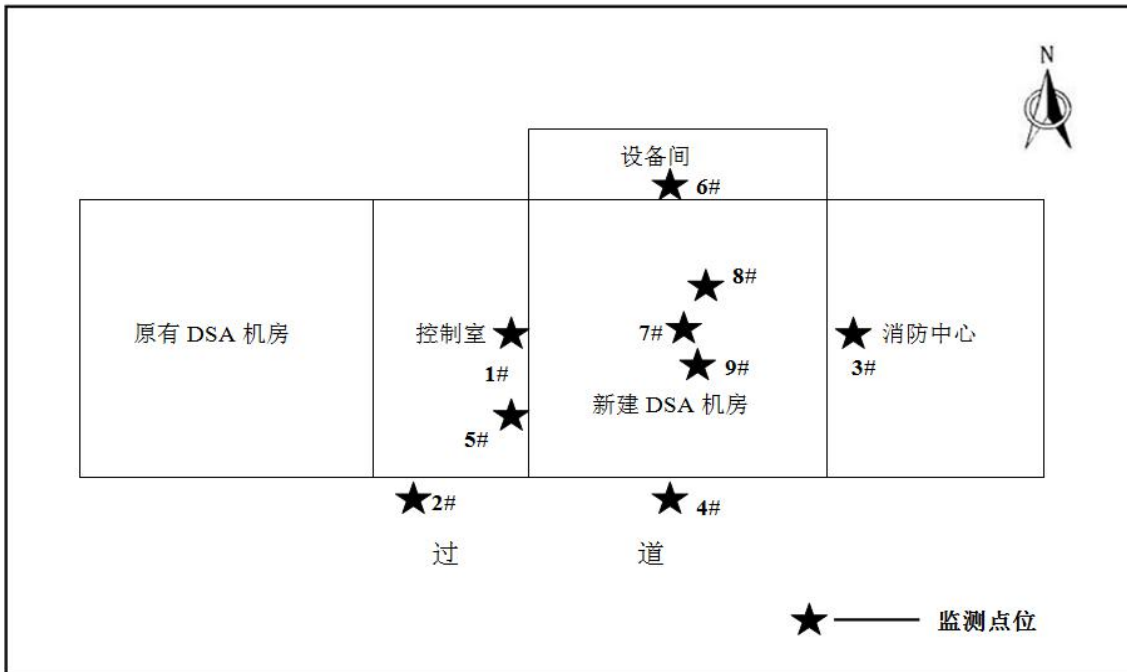 N
设备间
6#
8#
原有 DSA 机房
控制室
7#
消防中心
1#
9#
3#
新建 DSA 机房
5#
2#
4#
过 道
监测点位